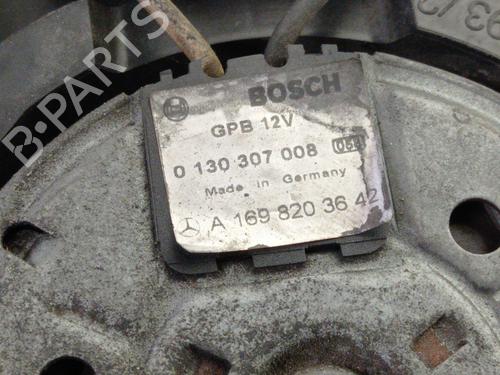 BOSCH
GPB 12V
0 130 307 008
Made in Germany
A 169 820 36 42
B-PARTS